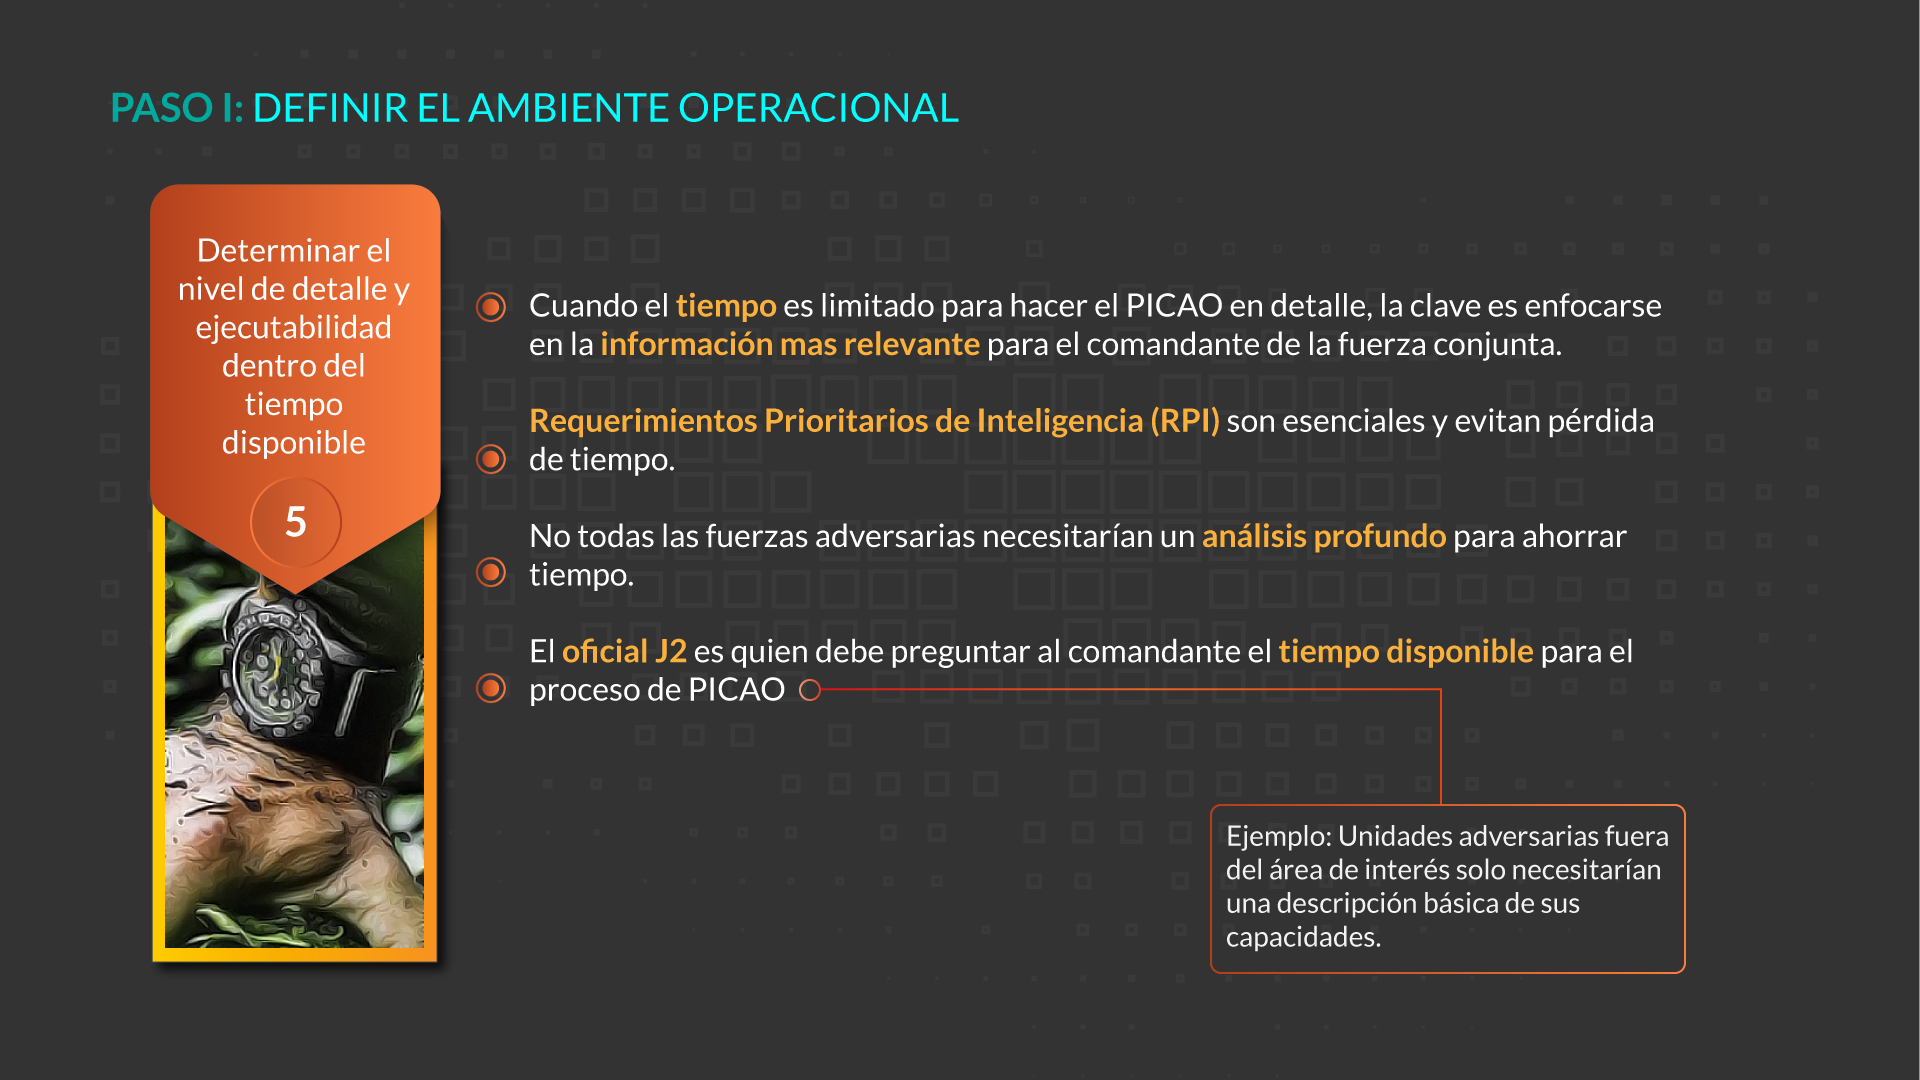 PASO I: DEFINIR EL AMBIENTE OPERACIONAL
Determinar el
nivel de detalle y
ejecutabilidad
dentro del
tiempo
disponible
5
Cuando el tiempo es limitado para hacer el PICAO en detalle, la clave es enfocarse
en la información mas relevante para el comandante de la fuerza conjunta.
Requerimientos Prioritarios de Inteligencia (RPI) son esenciales y evitan pérdida
de tiempo.
No todas las fuerzas adversarias necesitarían un análisis profundo para ahorrar
tiempo.
El oficial J2 es quien debe preguntar al comandante el tiempo disponible para el
proceso de PICAO
Ejemplo: Unidades adversarias fuera
del área de interés solo necesitarían
una descripción básica de sus
capacidades.